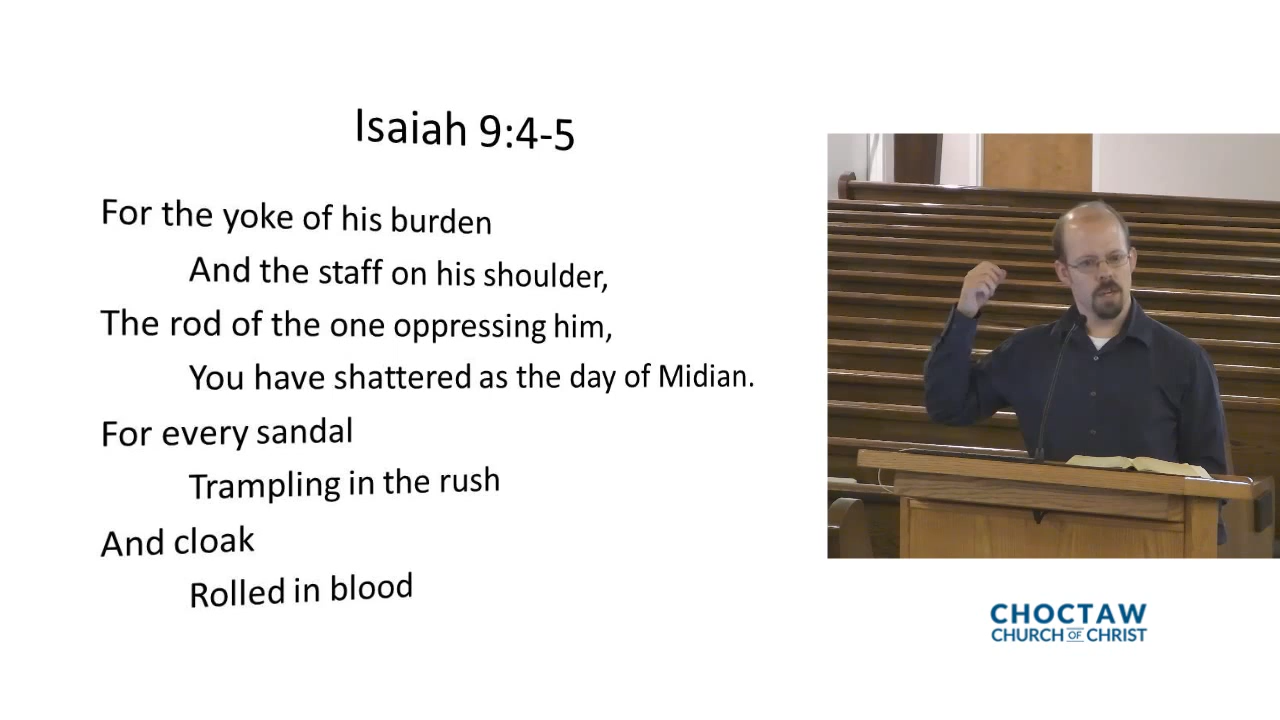 Isaiah 9:4-5
For the yoke of his burden
And the staff on his shoulder,
The rod of the one oppressing him,
You have shattered as the day of Midian.
For every sandal
Trampling in the rush
And cloak
Rolled in blood
CHOCTAW
CHURCH OF CHRIST